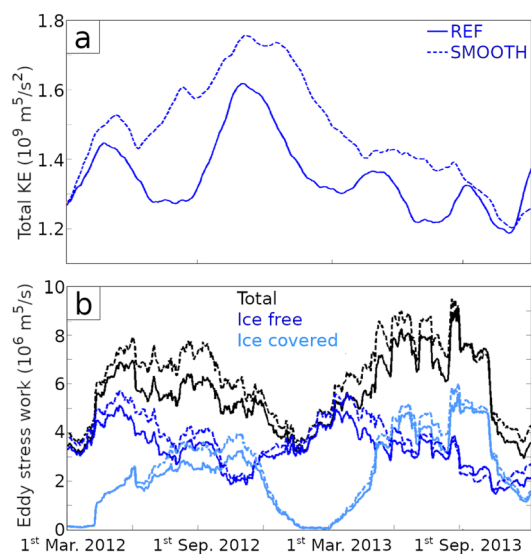 a
REF
SMOOTH
Total KE (10⁹ m⁵/s²)
1.8
1.6
1.4
1.2
b
Total
Ice free
Ice covered
Eddy stress work (10⁶ m⁵/s)
10
8
6
4
2
0
1st Mar. 2012 1st Sep. 2012 1st Mar. 2013 1st Sep. 2013